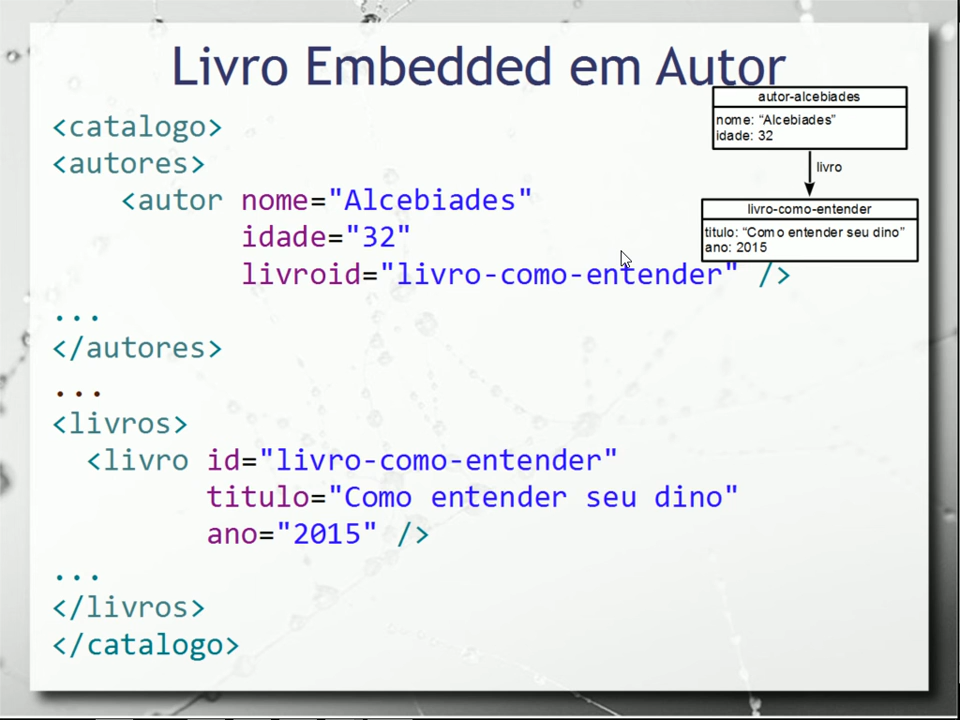 Livro Embedded em Autor
<catalogo>
<autores>
<autor nome="Alcebiades"
idade="32"
livroid="livro-como-entender" />
...
</autores>
...
<livros>
<livro id="livro-como-entender"
titulo="Como entender seu dino"
ano="2015" />
...
</livros>
</catalogo>
autor-alcebiades
nome: “Alcebiades”
idade: 32
livro
livro-como-entender
titulo: “Como entender seu dino”
ano: 2015